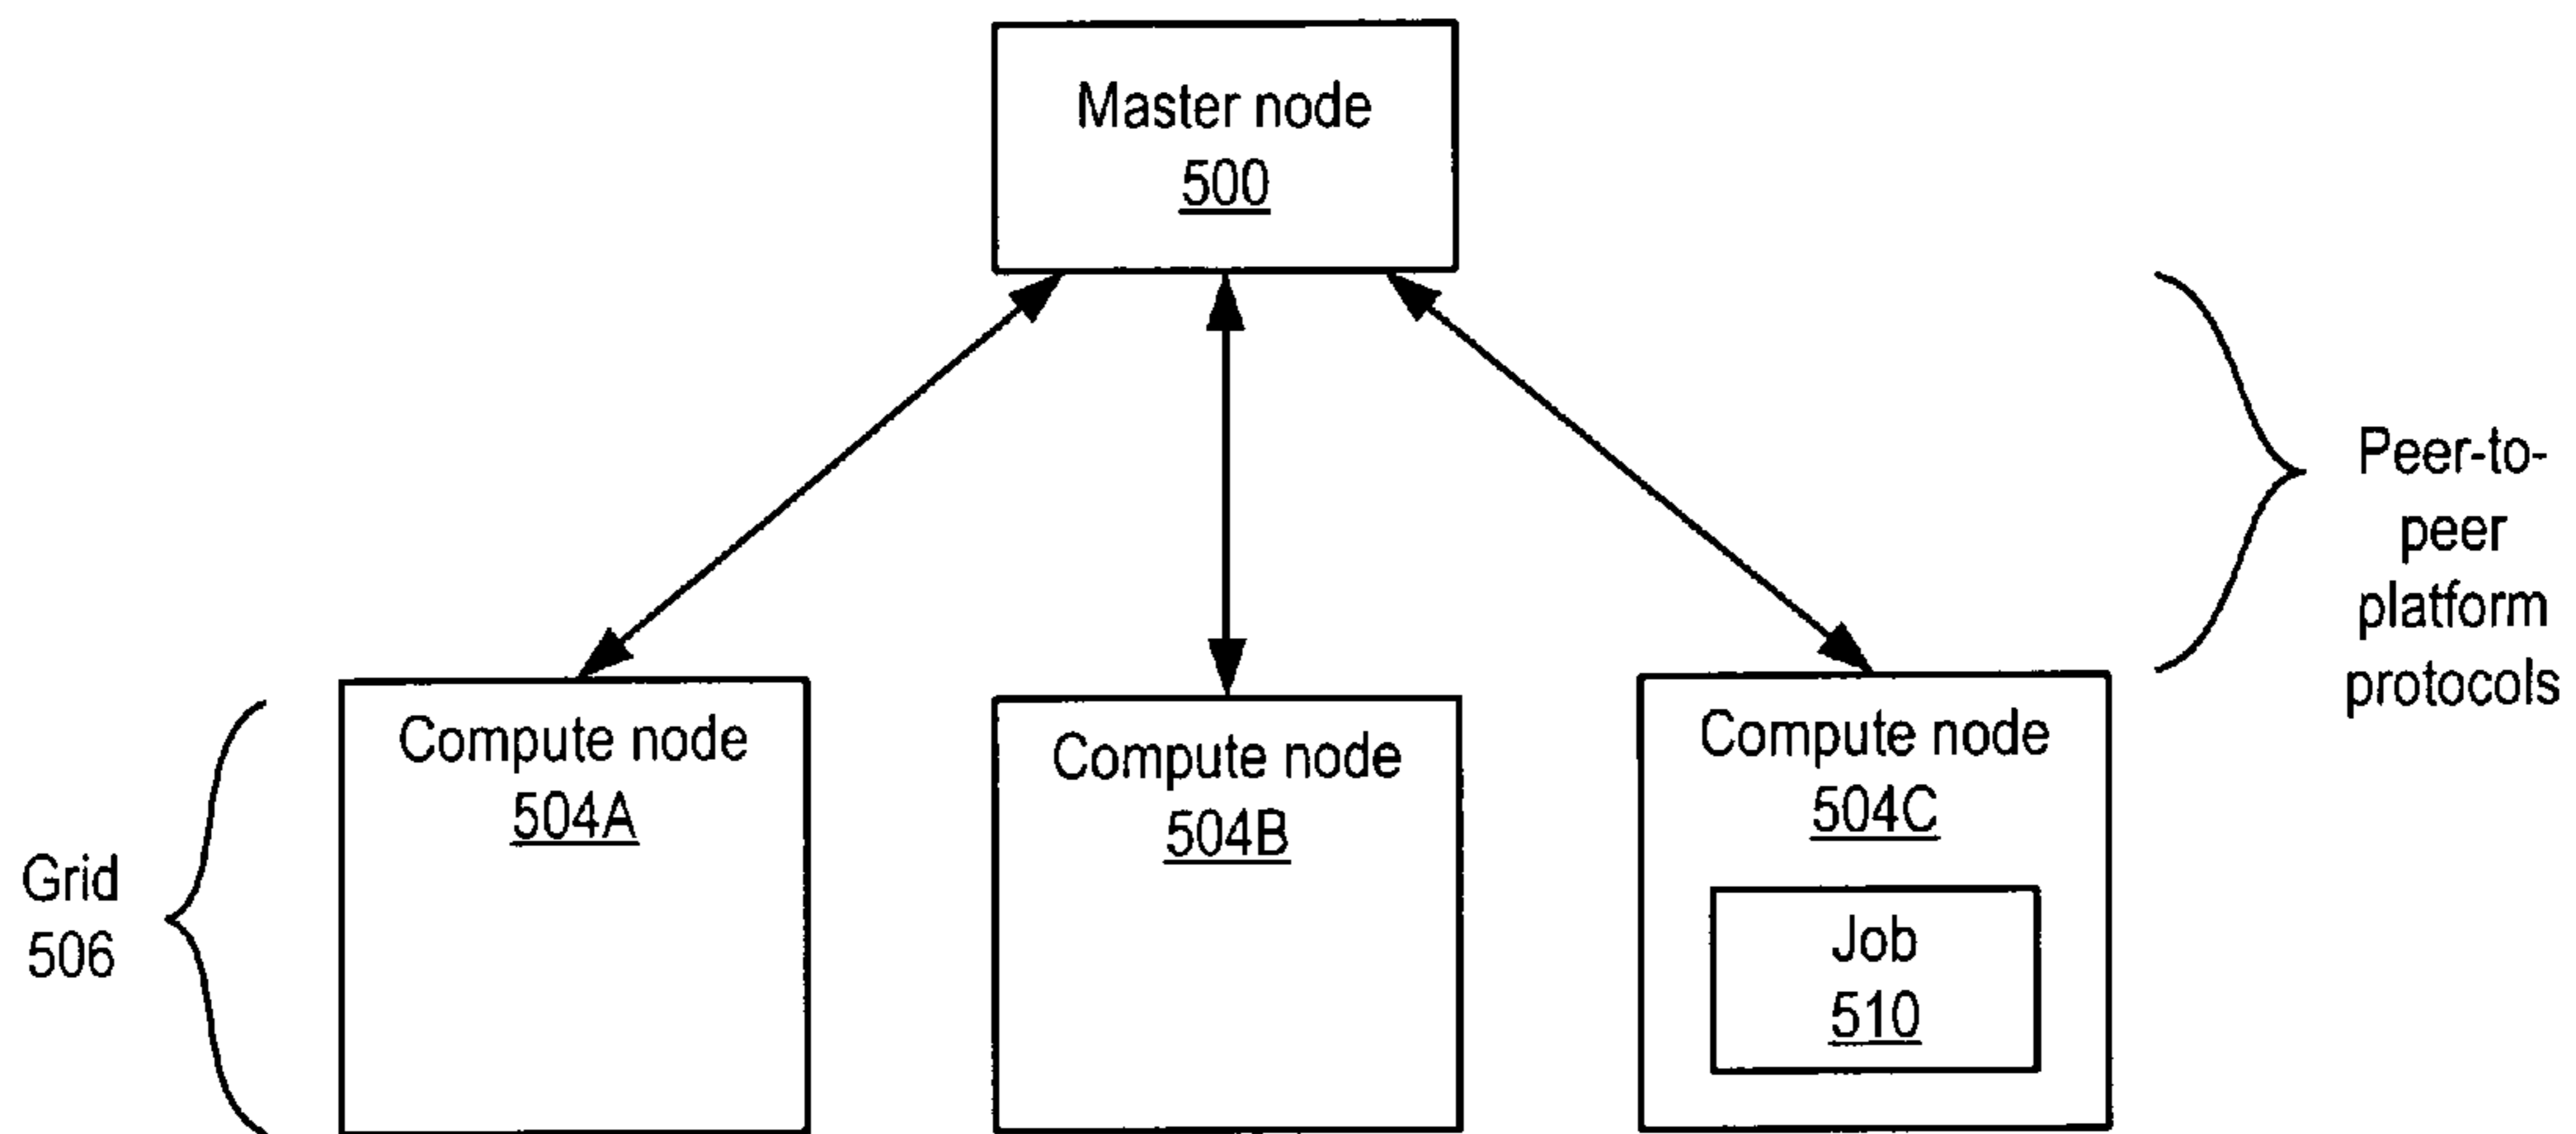 Master node
500
Peer-to-
peer
platform
protocols
Compute node
504A
Compute node
504B
Compute node
504C
Grid
506
Job
510